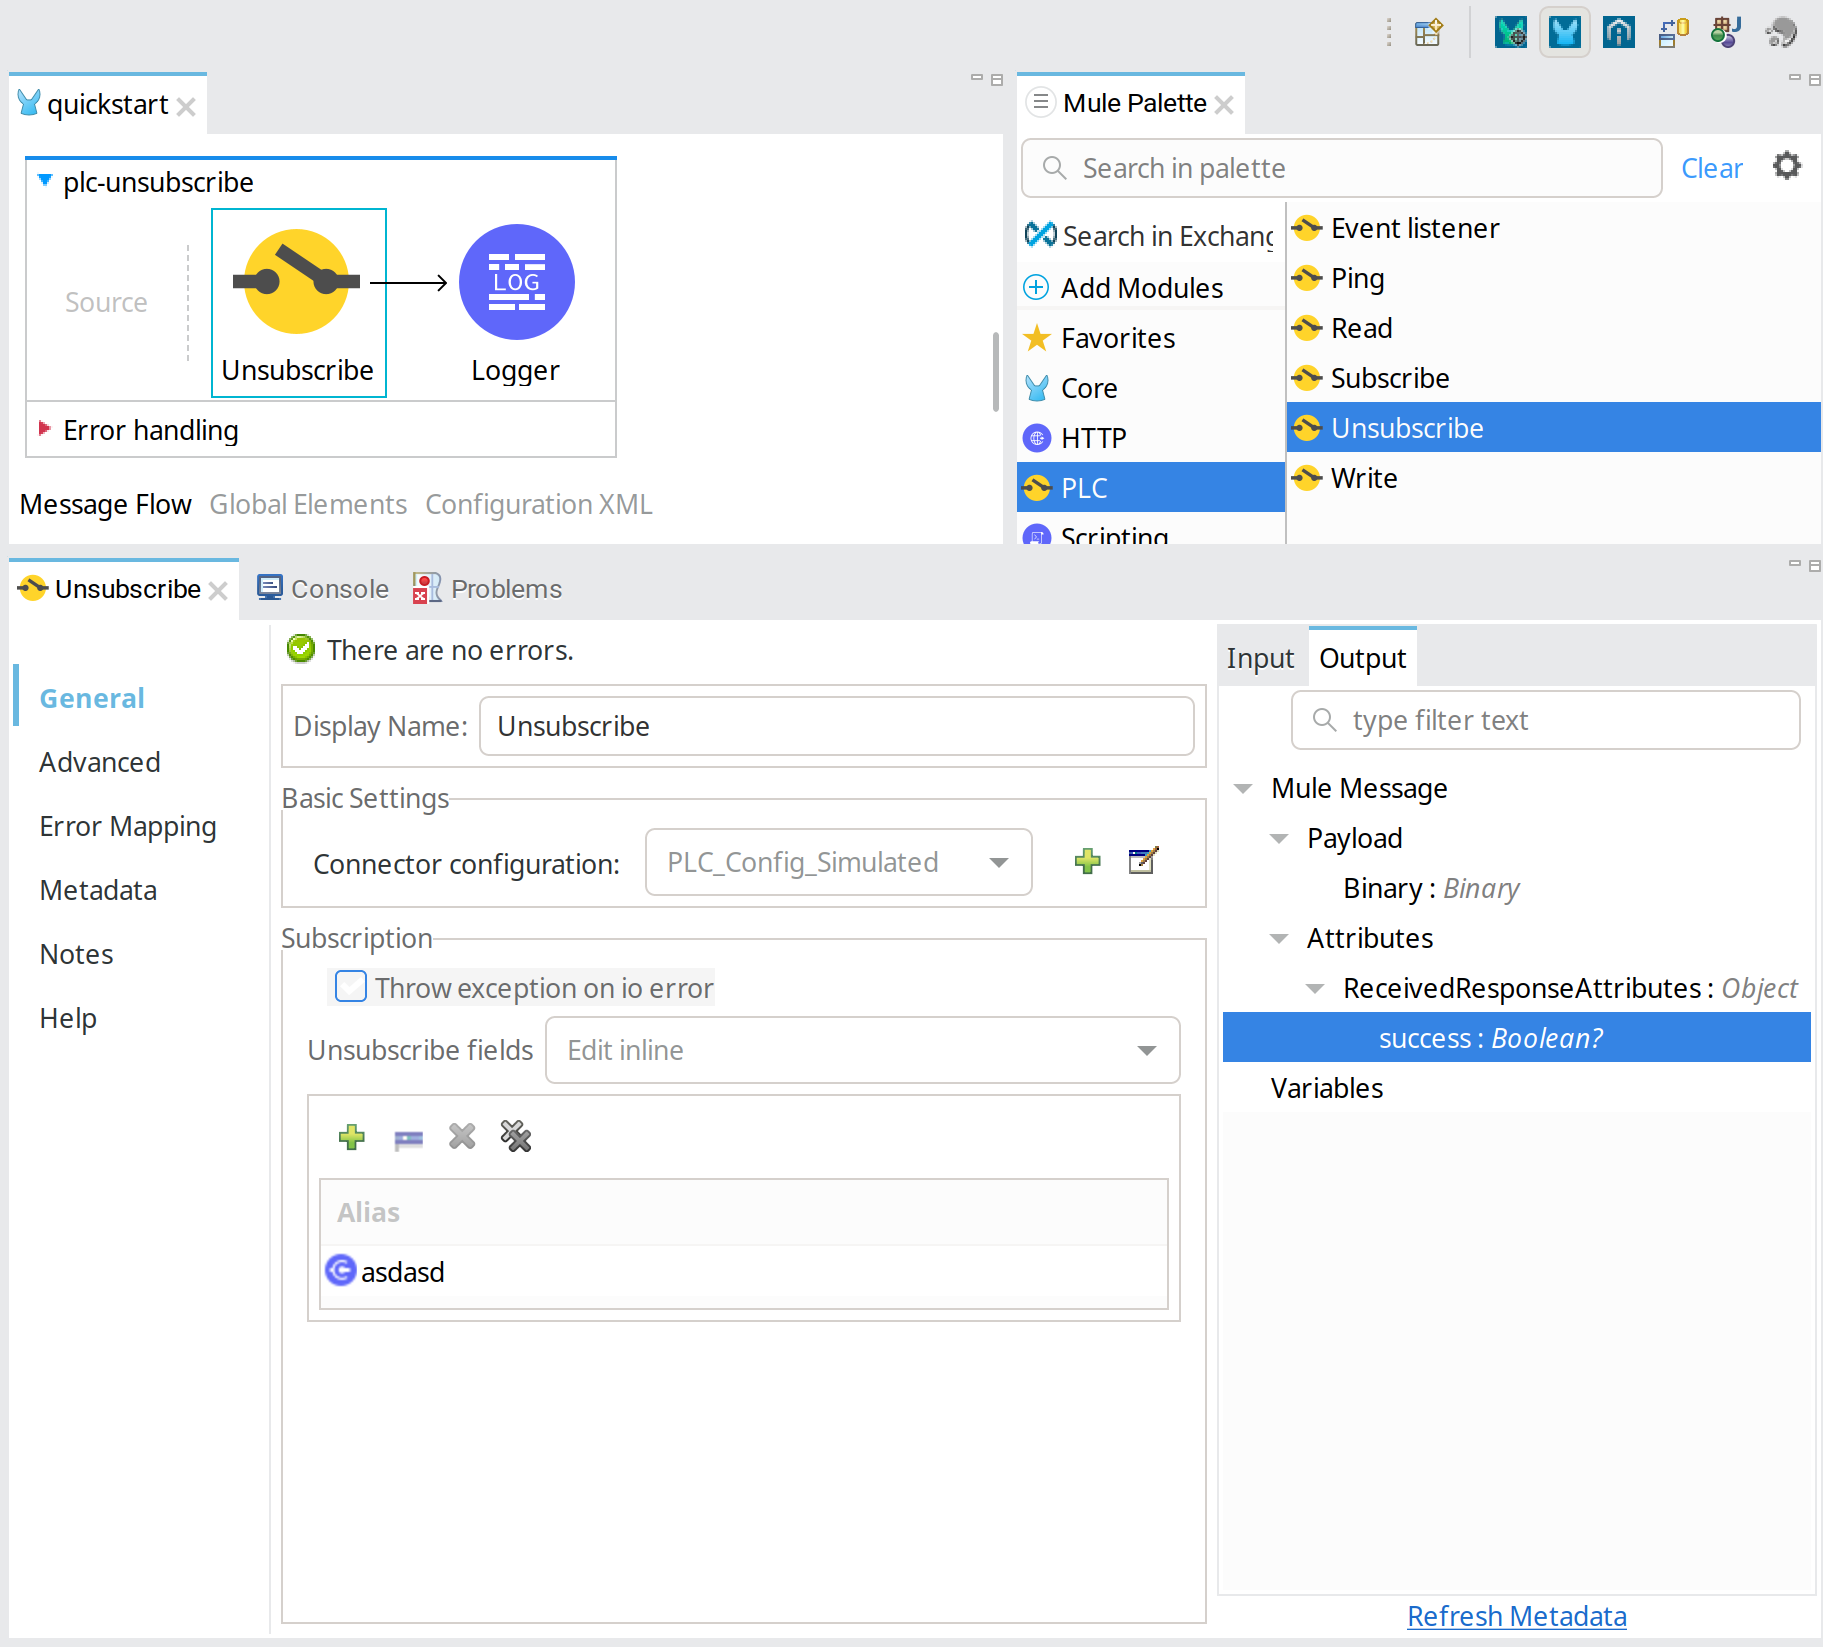 quickstart
plc-unsubscribe
Source
LOG
Unsubscribe
Logger
Error handling
Message Flow
Global Elements
Configuration XML
Mule Palette
Search in palette
Clear
Search in Exchang
Add Modules
Favorites
Core
HTTP
PLC
Scripting
Event listener
Ping
Read
Subscribe
Unsubscribe
Write
Unsubscribe
Console
Problems
General
Advanced
Error Mapping
Metadata
Notes
Help
There are no errors.
Display Name: Unsubscribe
Basic Settings
Connector configuration: PLC_Config_Simulated
Subscription
Throw exception on io error
Unsubscribe fields Edit inline
Alias
asdasd
Input
Output
type filter text
Mule Message
Payload
Binary : Binary
Attributes
ReceivedResponseAttributes : Object
success : Boolean?
Variables
Refresh Metadata